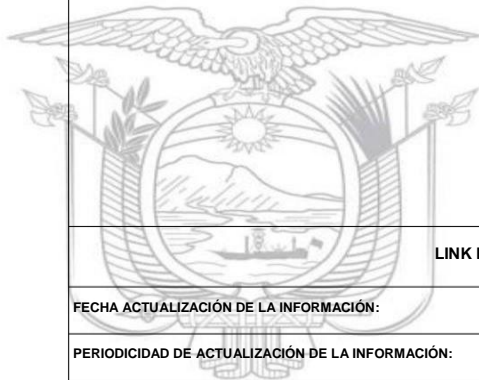 LINK
FECHA ACTUALIZACIÓN DE LA INFORMACIÓN:
PERIODICIDAD DE ACTUALIZACIÓN DE LA INFORMACIÓN: